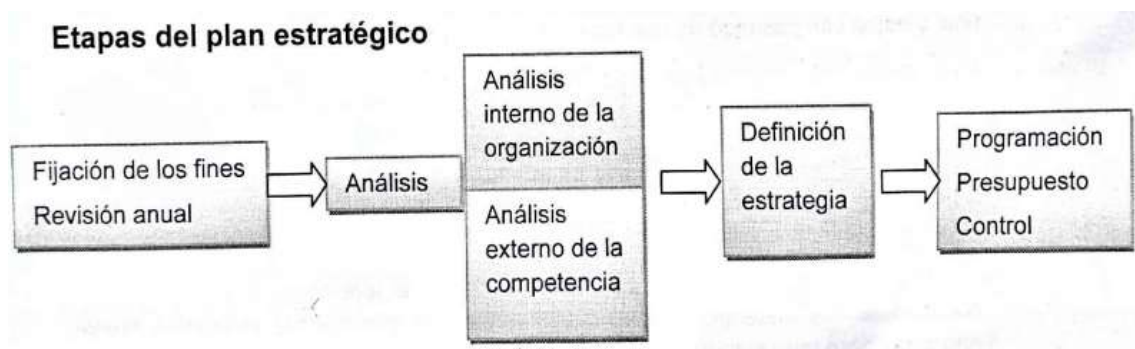 Etapas del plan estratégico
Fijación de los fines
Revisión anual
Análisis
Análisis
interno de la
organización
Análisis
externo de la
competencia
Definición
de la
estrategia
Programación
Presupuesto
Control